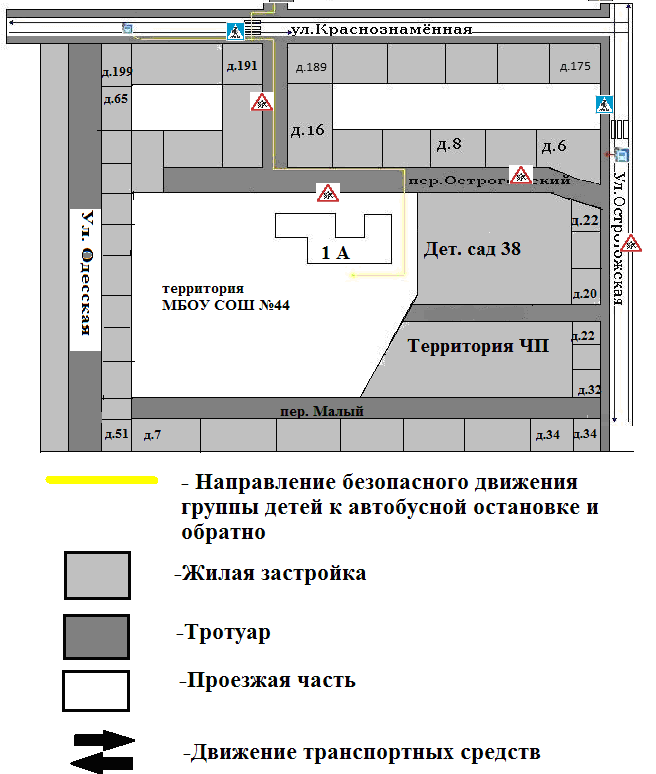 ул.Краснознамённая
д.199
д.191
д.189
д.175
д.65
д.16
д.8
д.6
пер.Острогожский
Ул. Острогожская
Ул. Одесская
1 А
Дет. сад 38
д.22
территория
МБОУ СОШ №44
д.20
Территория ЧП
д.22
д.32
пер. Малый
д.51
д.7
д.34
д.34
- Направление безопасного движения
группы детей к автобусной остановке и
обратно
-Жилая застройка
-Тротуар
-Проезжая часть
-Движение транспортных средств